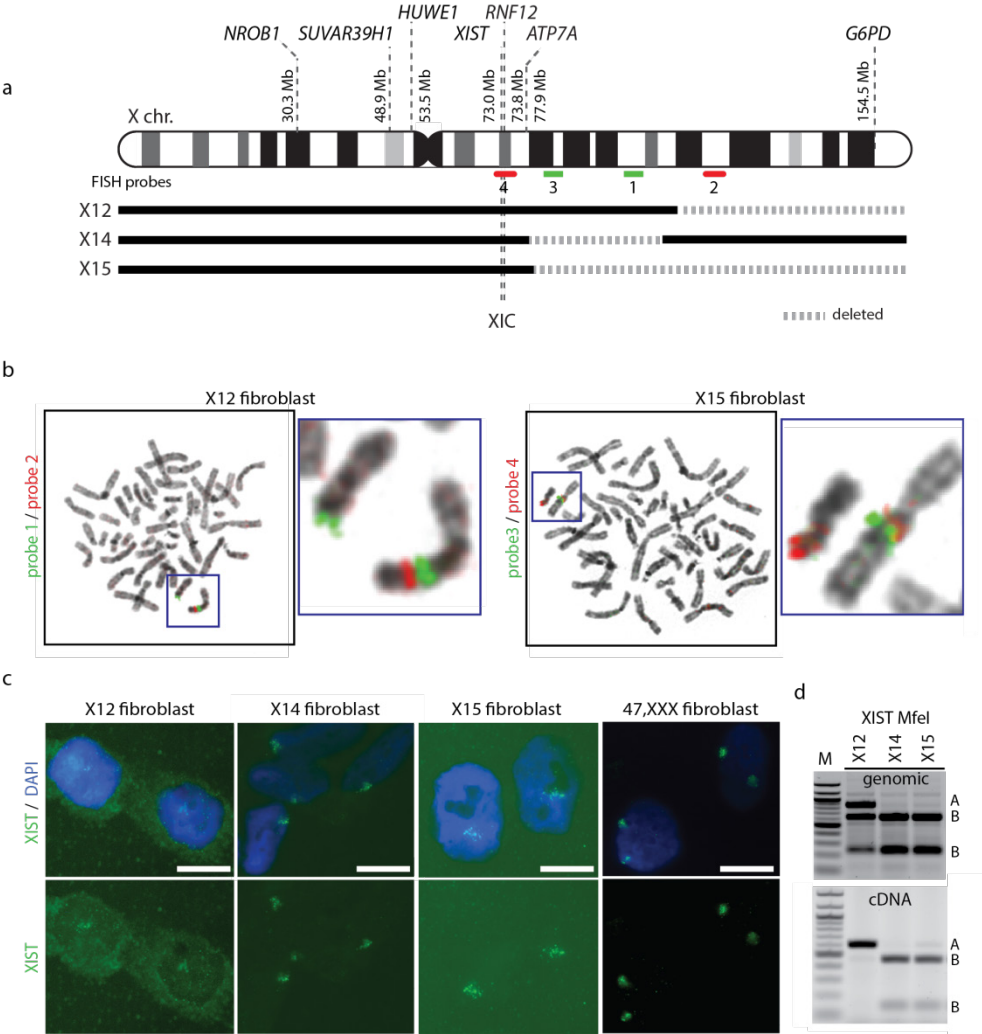 HUWE1 RNF12
NROB1 SUVAR39H1 XIST ATP7A G6PD
a
30.3 Mb 48.9 Mb 53.5 Mb 73.0 Mb 73.8 Mb 77.9 Mb 154.5 Mb
X chr.
FISH probes
4 3 1 2
X12
X14
X15
XIC
deleted
b
X12 fibroblast X15 fibroblast
probe 1 / probe 2
probe3 / probe 4
c
d
X12 fibroblast X14 fibroblast X15 fibroblast 47,XXX fibroblast
XIST / DAPI
XIST
XIST MfeI
M X12 X14 X15
genomic
A
B
B
cDNA
A
B
B